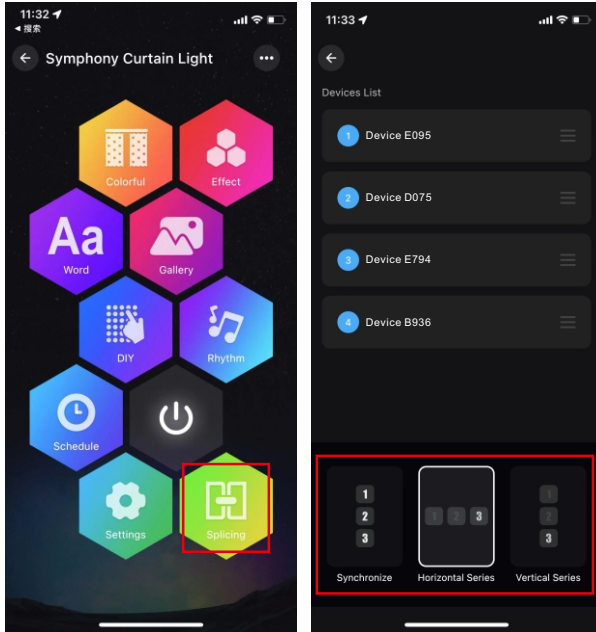 11:32
◀ 搜索
Symphony Curtain Light
Colorful
Effect
Aa
Word
Gallery
DIY
Rhythm
Schedule
Settings
Splicing
11:33
Devices List
1 Device E095
2 Device D075
3 Device E794
4 Device B936
1
2
3
Synchronize
1 2 3
Horizontal Series
1
2
3
Vertical Series